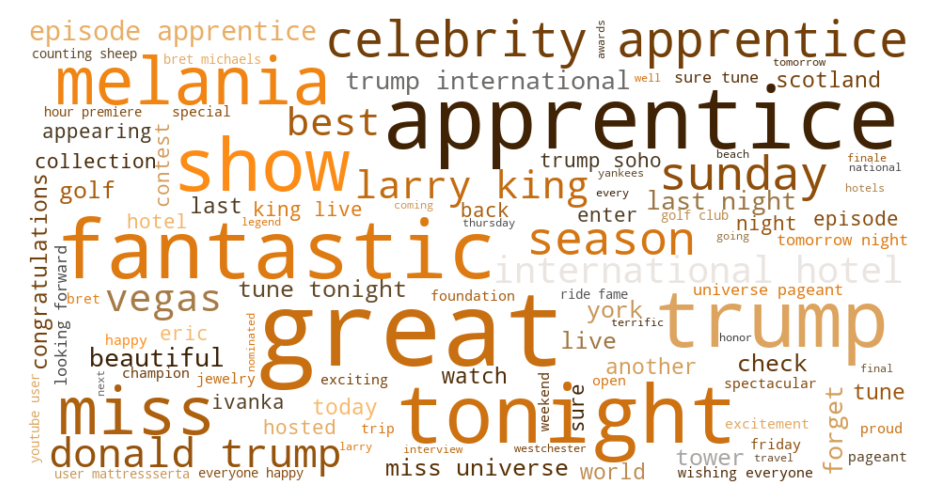 episode apprentice
celebrity
apprentice
awards
counting sheep
bret michaels
tomorrow
melania
trump international
well
sure tune
scotland
hour premiere
special
best
apprentice
appearing
contest
show
collection
trump soho
beach
finale
yankees
national
sunday
golf
larry king
every
hotels
last
king live
coming
back
enter
last night
golf club
night
episode
congratulations
hotel
legend
thursday
fantastic
season
going
tomorrow night
looking forward
international hotel
bret
vegas
tune tonight
foundation
ride fame
universe pageant
great
york
trump
terrific
happy
eric
nominated
live
honor
beautiful
another
check
final
next
champion
jewelry
exciting
watch
weekend
open
spectacular
youtube user
miss
ivanka
today
tonight
sure
forget
tune
hosted
trip
excitement
proud
donald trump
larry
interview
westchester
friday
tower
travel
pageant
user mattressserta
everyone happy
miss universe
world
wishing everyone